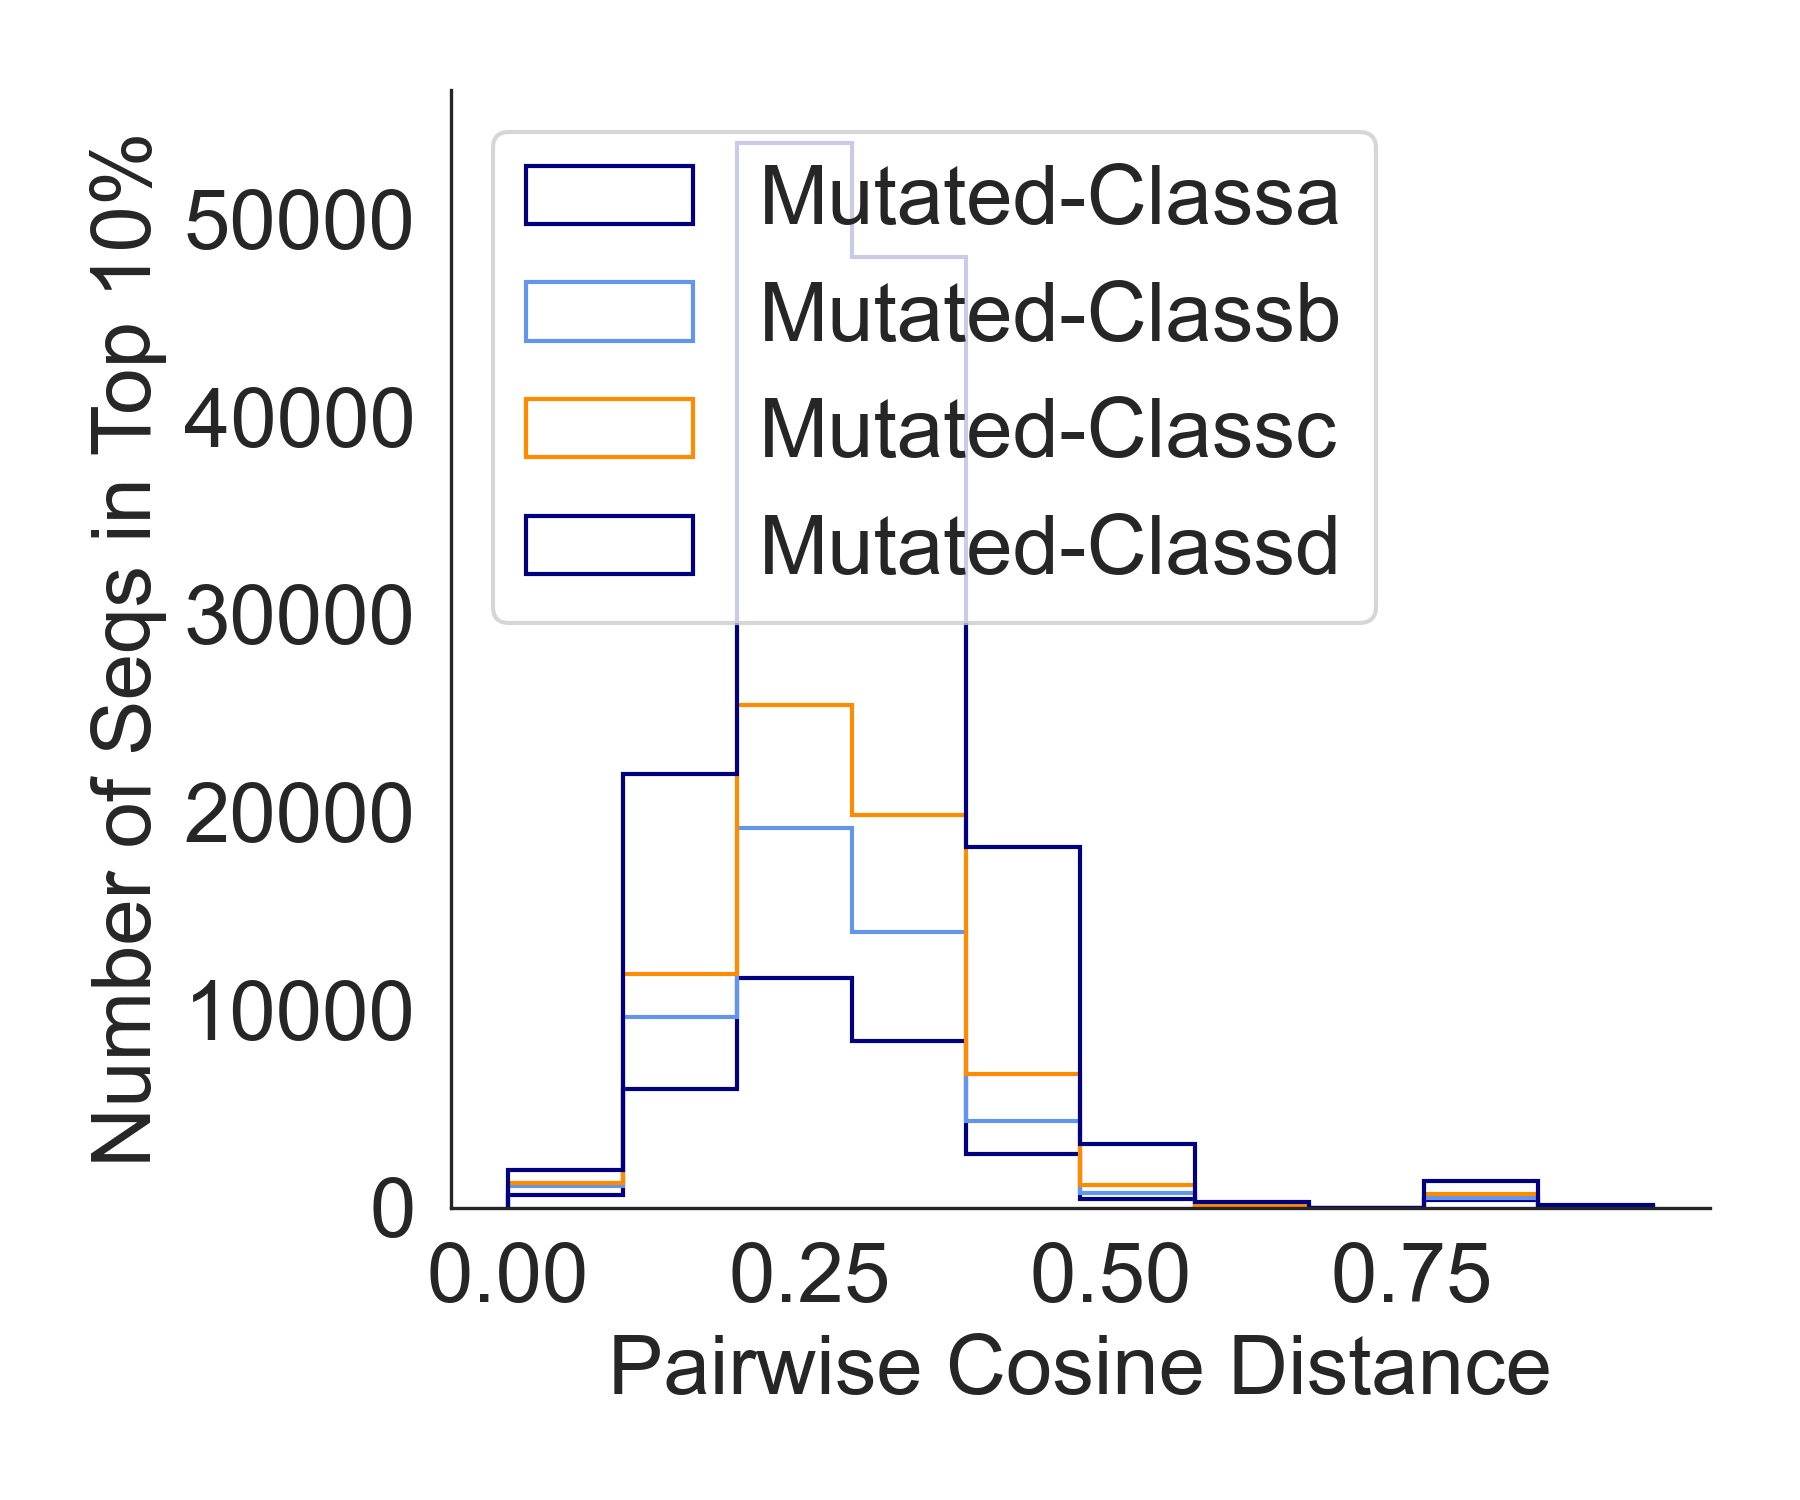 Number of Seqs in Top 10%
50000
40000
30000
20000
10000
0
Mutated-Classa
Mutated-Classb
Mutated-Classc
Mutated-Classd
0.00 0.25 0.50 0.75
Pairwise Cosine Distance